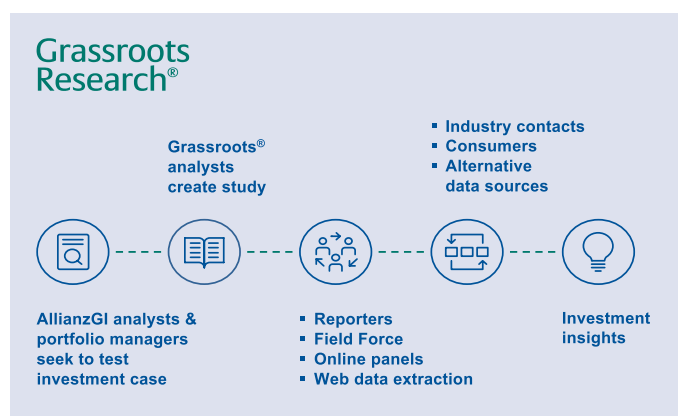 Grassroots
Research®
Grassroots®
analysts
create study
▪ Industry contacts
▪ Consumers
▪ Alternative
data sources
AllianzGI analysts &
portfolio managers
seek to test
investment case
▪ Reporters
▪ Field Force
▪ Online panels
▪ Web data extraction
Investment
insights